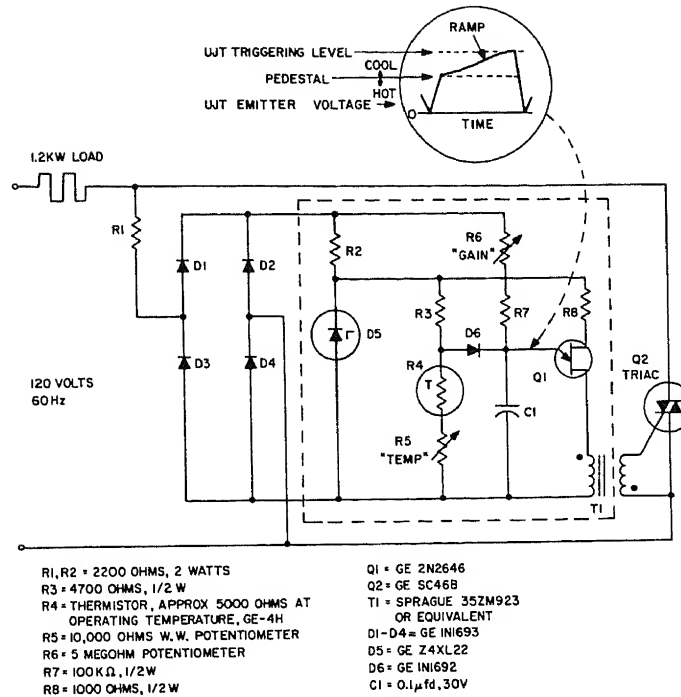 RAMP
UJT TRIGGERING LEVEL
COOL
PEDESTAL
HOT
UJT EMITTER VOLTAGE
0
TIME
1.2KW LOAD
R1
D1
D2
R2
R6
"GAIN"
R3
D6
R7
R8
D5
D3
D4
R4
T
Q1
Q2
TRIAC
120 VOLTS
60 Hz
R5
"TEMP"
C1
T1
R1, R2 = 2200 OHMS, 2 WATTS
R3 = 4700 OHMS, 1/2 W
R4 = THERMISTOR, APPROX 5000 OHMS AT
OPERATING TEMPERATURE, GE-4H
R5 = 10,000 OHMS W.W. POTENTIOMETER
R6 = 5 MEGOHM POTENTIOMETER
R7 = 100KΩ, 1/2W
R8 = 1000 OHMS, 1/2W
Q1 = GE 2N2646
Q2 = GE SC46B
T1 = SPRAGUE 35ZM923
OR EQUIVALENT
D1-D4 = GE IN1693
D5 = GE Z4XL22
D6 = GE IN1692
C1 = 0.1µfd, 30V